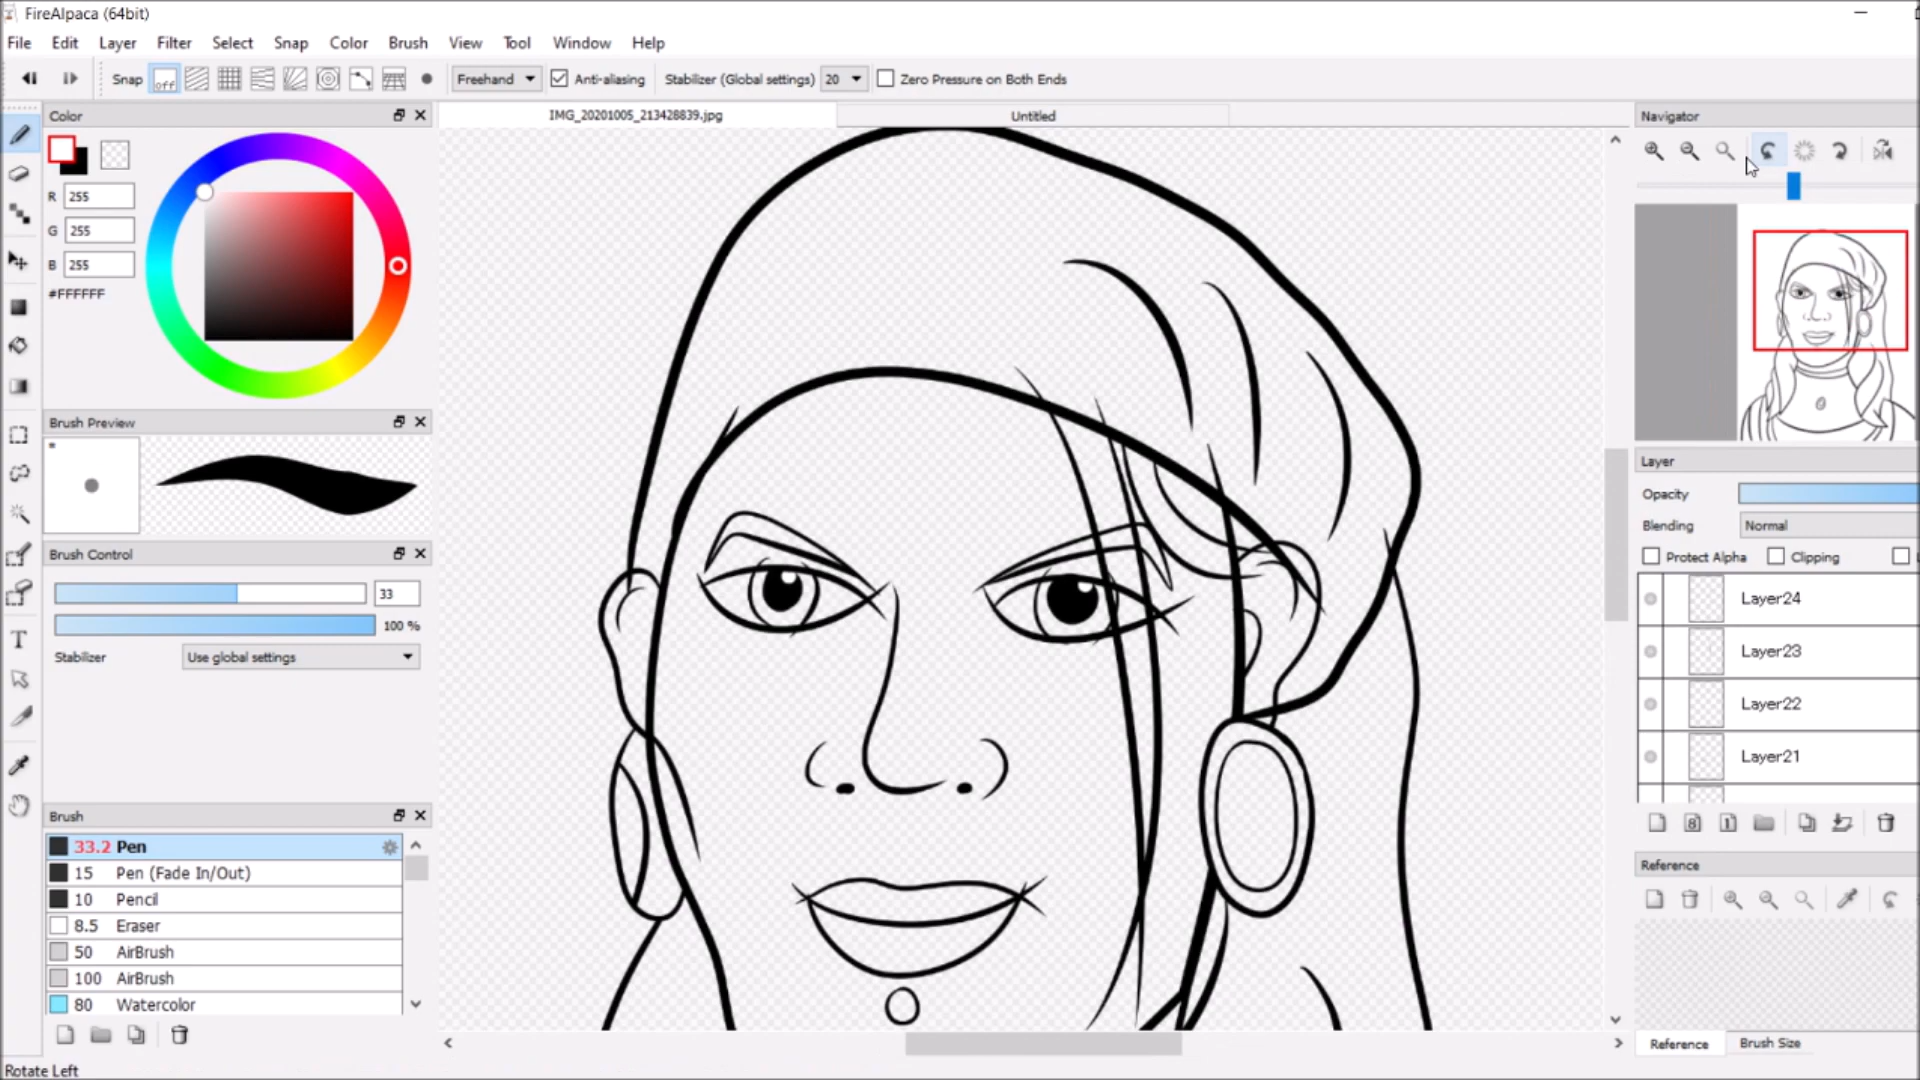 FireAlpaca (64bit)
File Edit Layer Filter Select Snap Color Brush View Tool Window Help
Snap off Freehand Anti-aliasing Stabilizer (Global settings) 20 Zero Pressure on Both Ends
Color
IMG_20201005_213428839.jpg
Untitled
Navigator
R 255
G 255
B 255
#FFFFFF
Brush Preview
*
Brush Control
33
100 %
Stabilizer Use global settings
Brush
33.2 Pen
15 Pen (Fade In/Out)
10 Pencil
8.5 Eraser
50 AirBrush
100 AirBrush
80 Watercolor
Rotate Left
T
Layer
Opacity
Blending Normal
Protect Alpha Clipping
Layer24
Layer23
Layer22
Layer21
8 1
Reference
Reference Brush Size